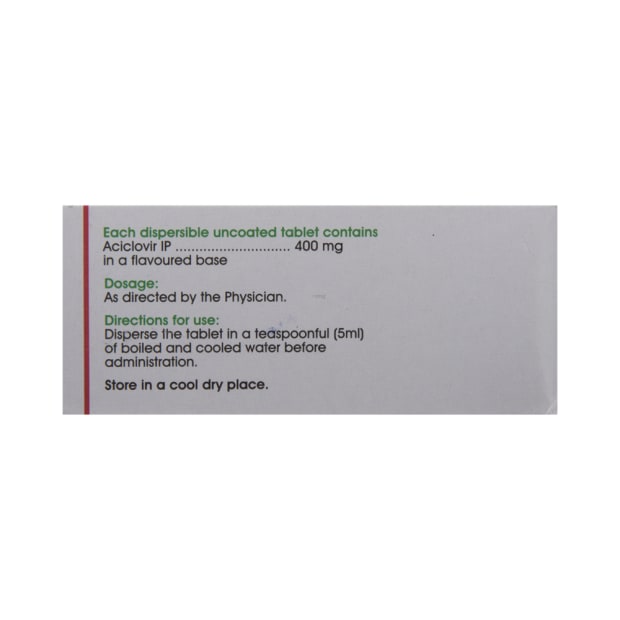 Each dispersible uncoated tablet contains
Aciclovir IP ............................. 400 mg
in a flavoured base
Dosage:
As directed by the Physician.
Directions for use:
Disperse the tablet in a teaspoonful (5ml)
of boiled and cooled water before
administration.
Store in a cool dry place.